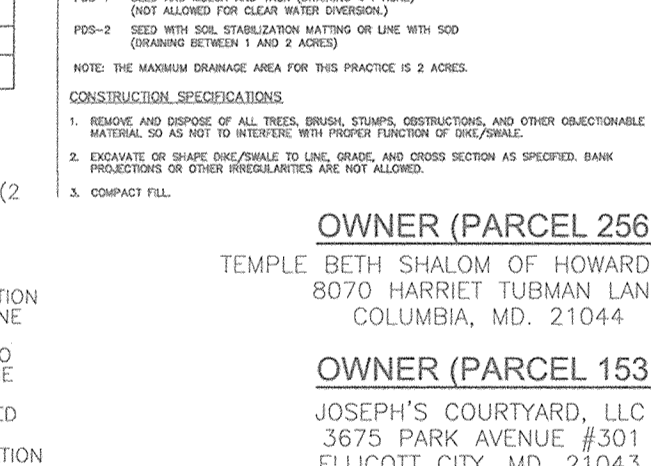 (NOT ALLOWED FOR CLEAR WATER DIVERSION.)
PDS-2 SEED WITH SOIL STABILIZATION MATTING OR LINE WITH SOD
(DRAINING BETWEEN 1 AND 2 ACRES)
NOTE: THE MAXIMUM DRAINAGE AREA FOR THIS PRACTICE IS 2 ACRES.
CONSTRUCTION SPECIFICATIONS
1. REMOVE AND DISPOSE OF ALL TREES, BRUSH, STUMPS, OBSTRUCTIONS, AND OTHER OBJECTIONABLE
MATERIAL SO AS NOT TO INTERFERE WITH PROPER FUNCTION OF DIKE/SWALE.
2. EXCAVATE OR SHAPE DIKE/SWALE TO LINE, GRADE, AND CROSS SECTION AS SPECIFIED. BANK
PROJECTIONS OR OTHER IRREGULARITIES ARE NOT ALLOWED.
3. COMPACT FILL.
(2
TION
NE
O
E
ED
TION
OWNER (PARCEL 256
TEMPLE BETH SHALOM OF HOWARD
8070 HARRIET TUBMAN LAN
COLUMBIA, MD. 21044
OWNER (PARCEL 153
JOSEPH'S COURTYARD, LLC
3675 PARK AVENUE #301
ELLICOTT CITY, MD. 21043